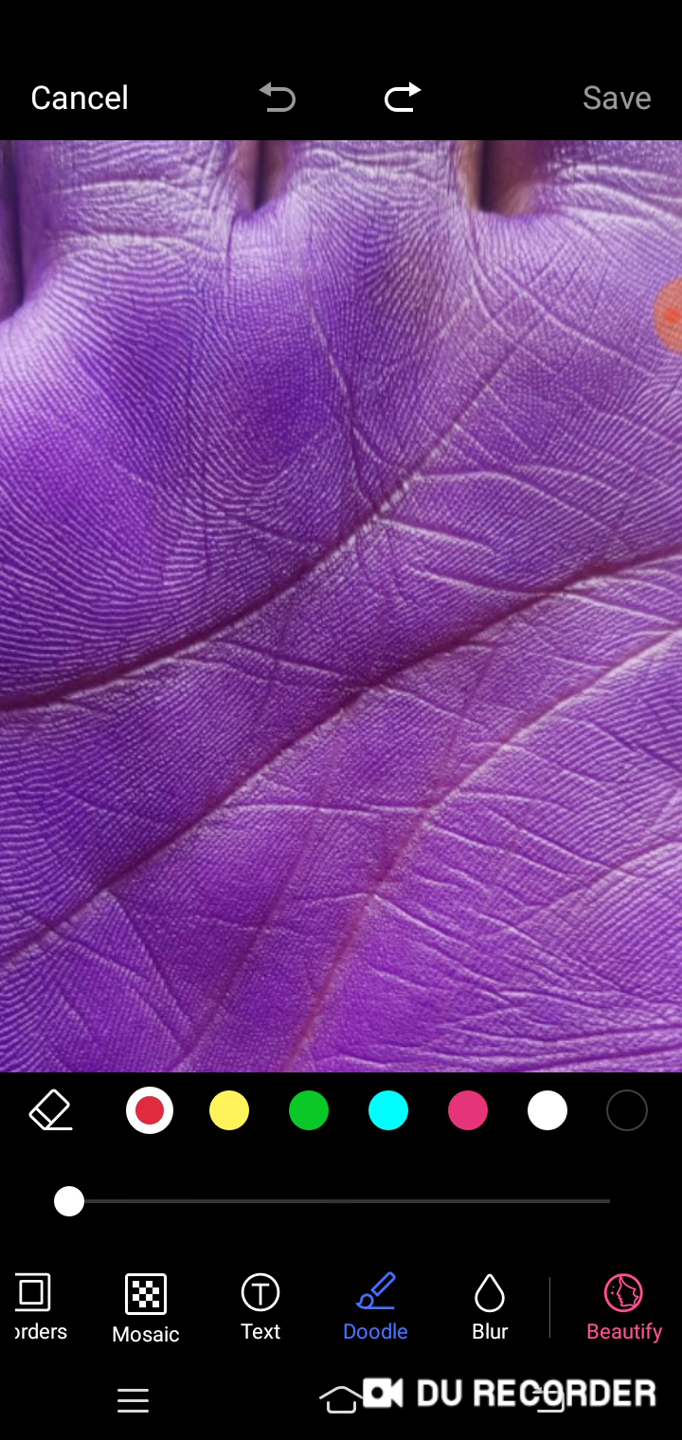 Cancel
Save
orders
Mosaic
Text
Doodle
Blur
Beautify
DU RECORDER